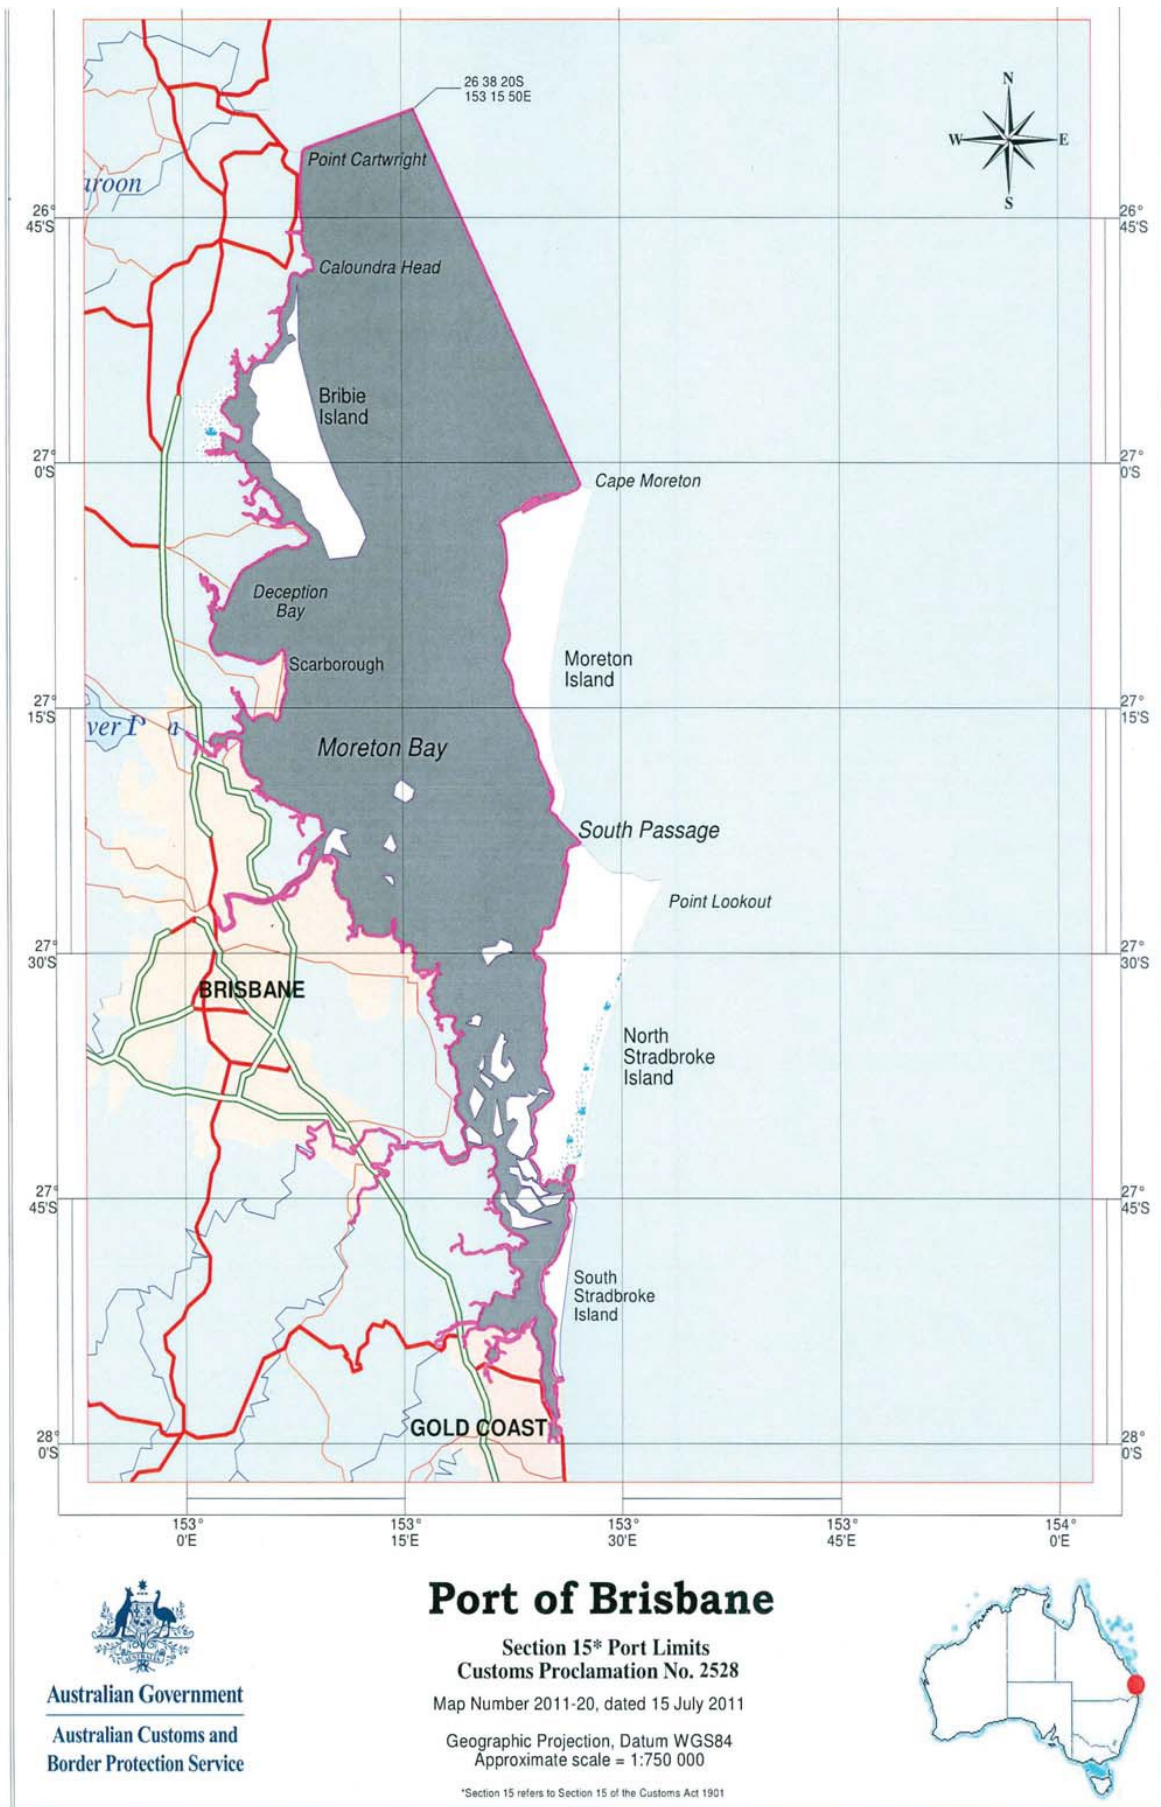 26 38 20S
153 15 50E
N
W
E
S
Point Cartwright
aroon
26°
45'S
26°
45'S
Caloundra Head
Bribie
Island
27°
0'S
27°
0'S
Cape Moreton
Deception
Bay
Scarborough
Moreton
Island
27°
15'S
27°
15'S
ver P
a
Moreton Bay
South Passage
Point Lookout
27°
30'S
27°
30'S
BRISBANE
North
Stradbroke
Island
27°
45'S
27°
45'S
South
Stradbroke
Island
GOLD COAST
28°
0'S
28°
0'S
153°
0'E
153°
15'E
153°
30'E
153°
45'E
154°
0'E
Port of Brisbane
Section 15* Port Limits
Customs Proclamation No. 2528
Map Number 2011-20, dated 15 July 2011
Geographic Projection, Datum WGS84
Approximate scale = 1:750 000
*Section 15 refers to Section 15 of the Customs Act 1901
AUSTRALIA
Australian Government
Australian Customs and
Border Protection Service